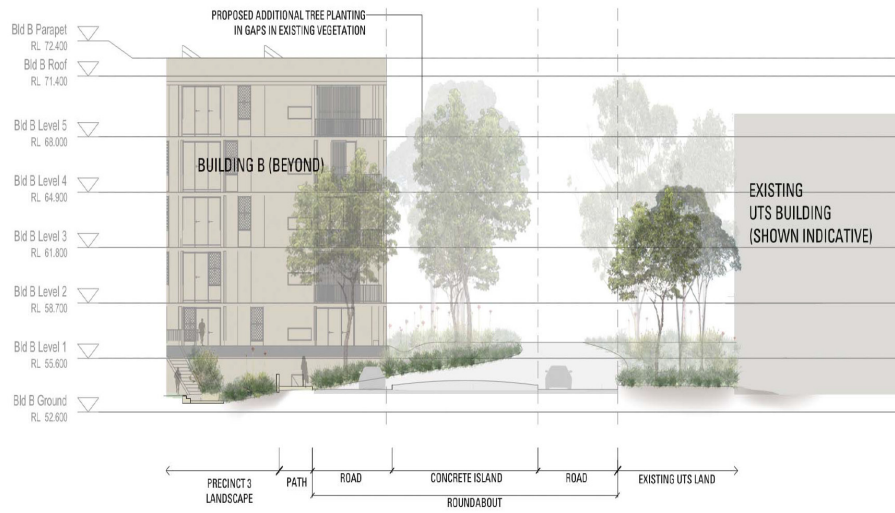 PROPOSED ADDITIONAL TREE PLANTING
IN GAPS IN EXISTING VEGETATION
Bld B Parapet
RL 72.400
Bld B Roof
RL 71.400
Bld B Level 5
RL 68.000
BUILDING B (BEYOND)
Bld B Level 4
RL 64.900
EXISTING
UTS BUILDING
(SHOWN INDICATIVE)
Bld B Level 3
RL 61.800
Bld B Level 2
RL 58.700
Bld B Level 1
RL 55.600
Bld B Ground
RL 52.600
PRECINCT 3
LANDSCAPE
PATH
ROAD
CONCRETE ISLAND
ROAD
EXISTING UTS LAND
ROUNDABOUT